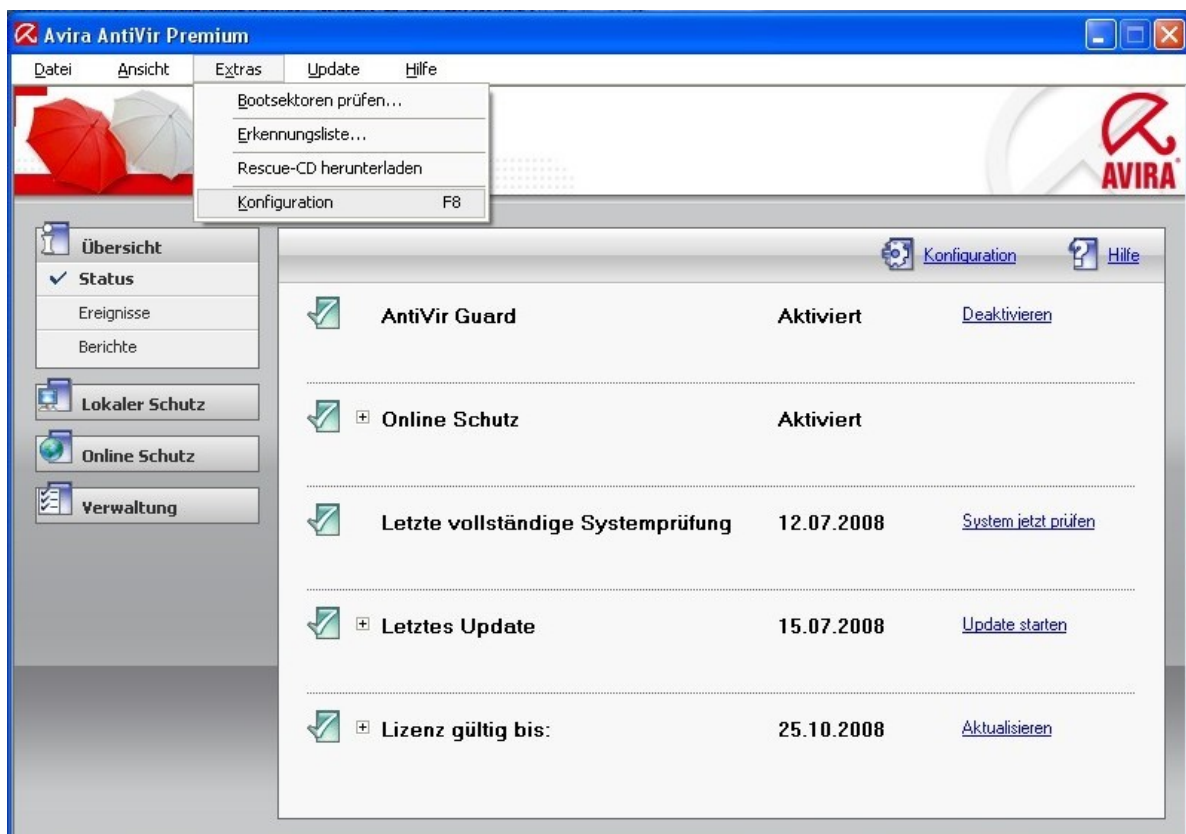 Avira AntiVir Premium
Datei Ansicht Extras Update Hilfe
Bootsektoren prüfen...
Erkennungsliste...
Rescue-CD herunterladen
Konfiguration F8
AVIRA
Übersicht
Status
Ereignisse
Berichte
Lokaler Schutz
Online Schutz
Verwaltung
Konfiguration Hilfe
AntiVir Guard Aktiviert Deaktivieren
Online Schutz Aktiviert
Letzte vollständige Systemprüfung 12.07.2008 System jetzt prüfen
Letztes Update 15.07.2008 Update starten
Lizenz gültig bis: 25.10.2008 Aktualisieren